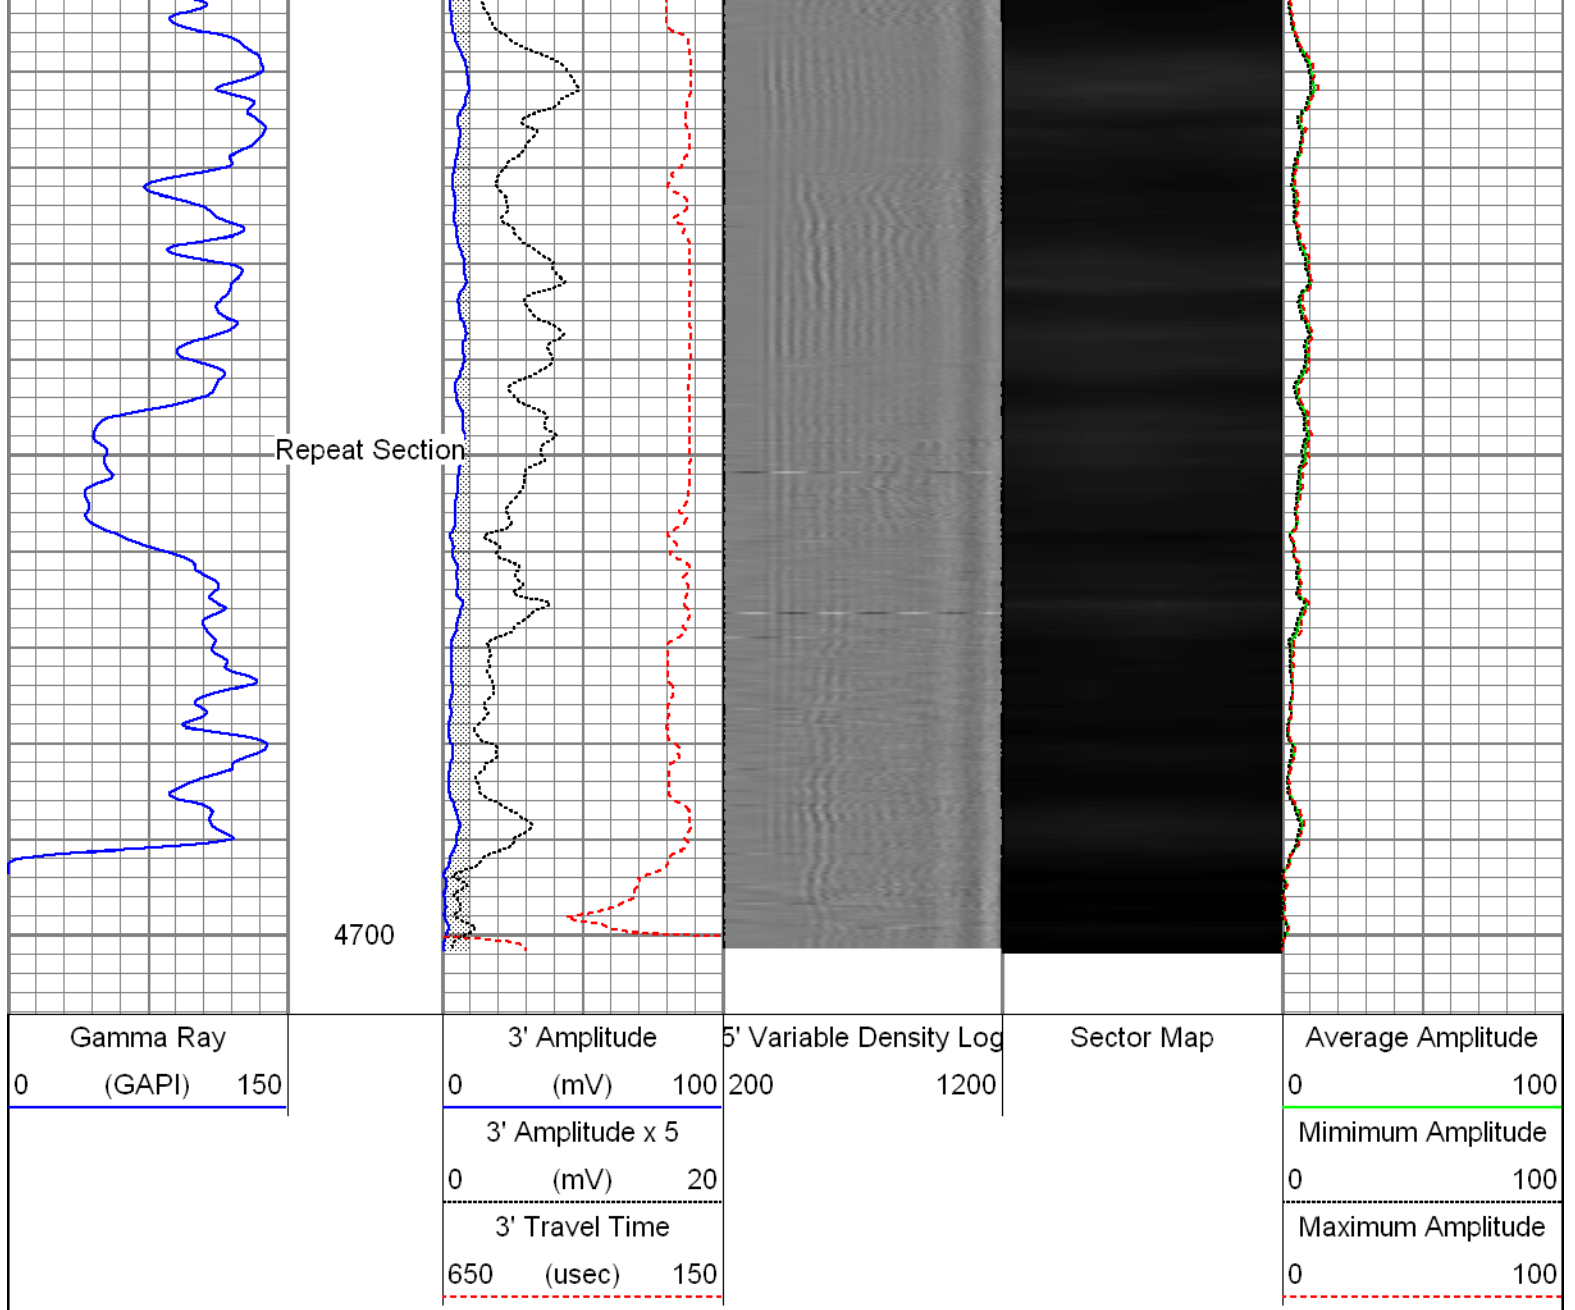 Repeat Section
4700
Gamma Ray
0 (GAPI) 150
3' Amplitude
0 (mV) 100
3' Amplitude x 5
0 (mV) 20
3' Travel Time
650 (usec) 150
5' Variable Density Log
200 1200
Sector Map
Average Amplitude
0 100
Mimimum Amplitude
0 100
Maximum Amplitude
0 100